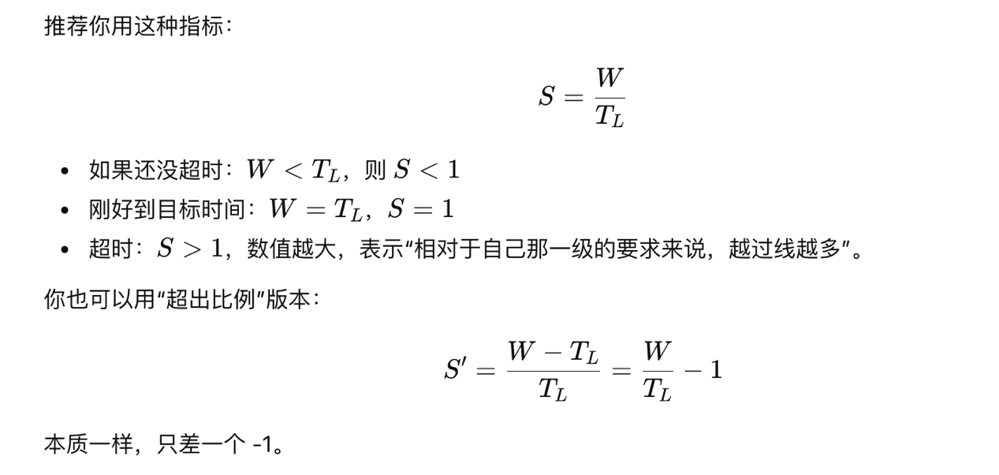 推荐你用这种指标：
S = W / T_L
• 如果还没超时：W < T_L，则 S < 1
• 刚好到目标时间：W = T_L，S = 1
• 超时：S > 1，数值越大，表示“相对于自己那一级的要求来说，越过线越多”。
你也可以用“超出比例”版本：
S′ = (W − T_L) / T_L = W / T_L − 1
本质一样，只差一个 -1。